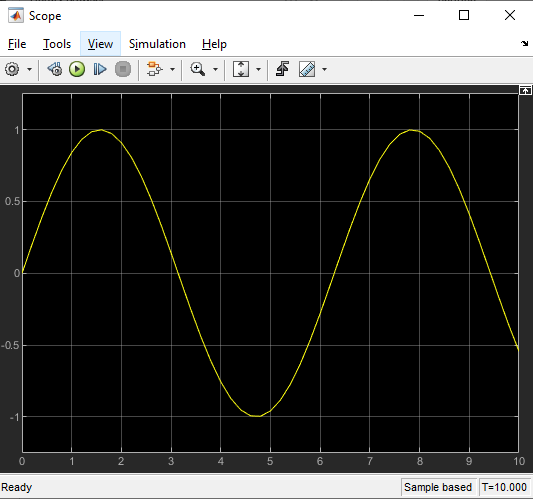 Scope
File Tools View Simulation Help
1
0.5
0
-0.5
-1
0 1 2 3 4 5 6 7 8 9 10
Ready Sample based T=10.000